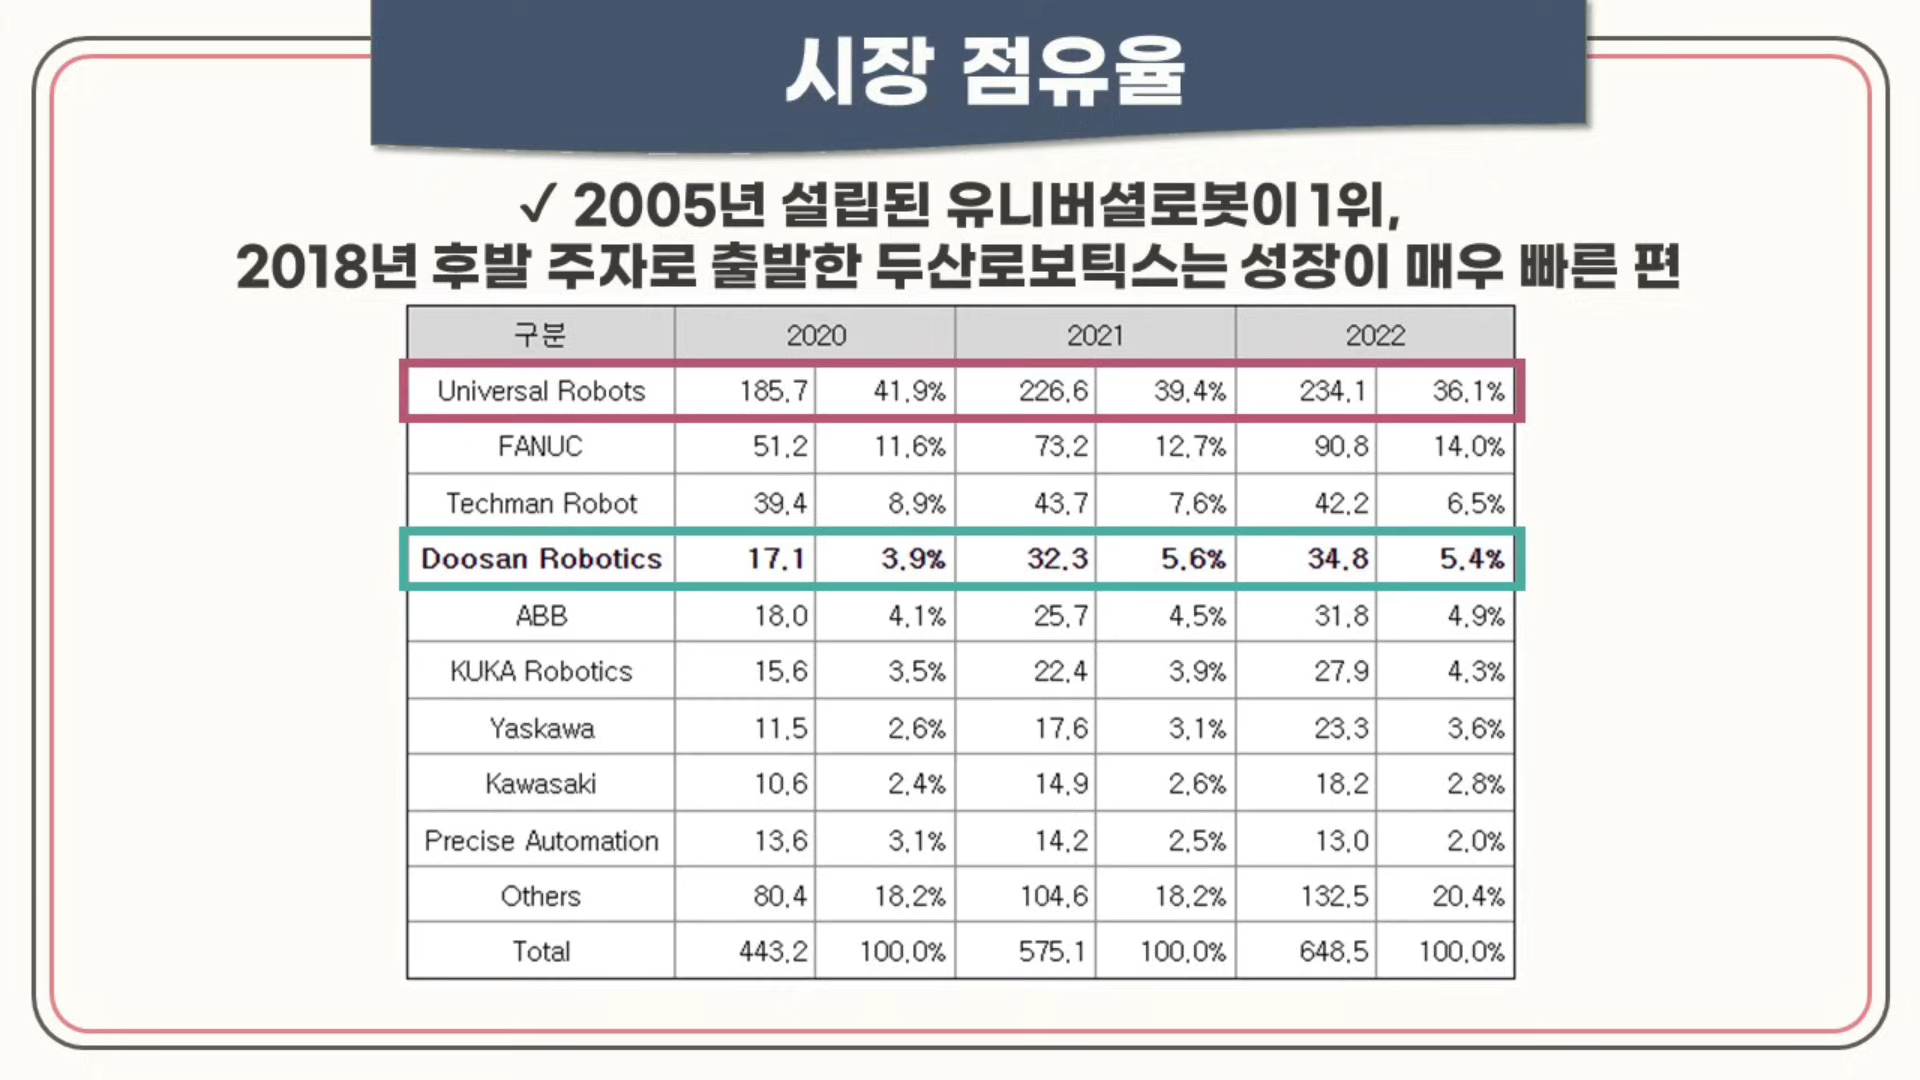 시장 점유율
✓ 2005년 설립된 유니버셜로봇이 1위,
2018년 후발 주자로 출발한 두산로보틱스는 성장이 매우 빠른 편
구분 2020 2021 2022
Universal Robots 185.7 41.9% 226.6 39.4% 234.1 36.1%
FANUC 51.2 11.6% 73.2 12.7% 90.8 14.0%
Techman Robot 39.4 8.9% 43.7 7.6% 42.2 6.5%
Doosan Robotics 17.1 3.9% 32.3 5.6% 34.8 5.4%
ABB 18.0 4.1% 25.7 4.5% 31.8 4.9%
KUKA Robotics 15.6 3.5% 22.4 3.9% 27.9 4.3%
Yaskawa 11.5 2.6% 17.6 3.1% 23.3 3.6%
Kawasaki 10.6 2.4% 14.9 2.6% 18.2 2.8%
Precise Automation 13.6 3.1% 14.2 2.5% 13.0 2.0%
Others 80.4 18.2% 104.6 18.2% 132.5 20.4%
Total 443.2 100.0% 575.1 100.0% 648.5 100.0%